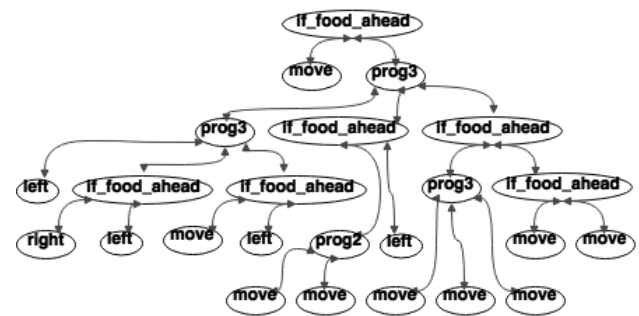 if_food_ahead
move prog3
prog3 if_food_ahead if_food_ahead
left if_food_ahead if_food_ahead prog3 if_food_ahead
right left move left prog2 left move move
move move move move move